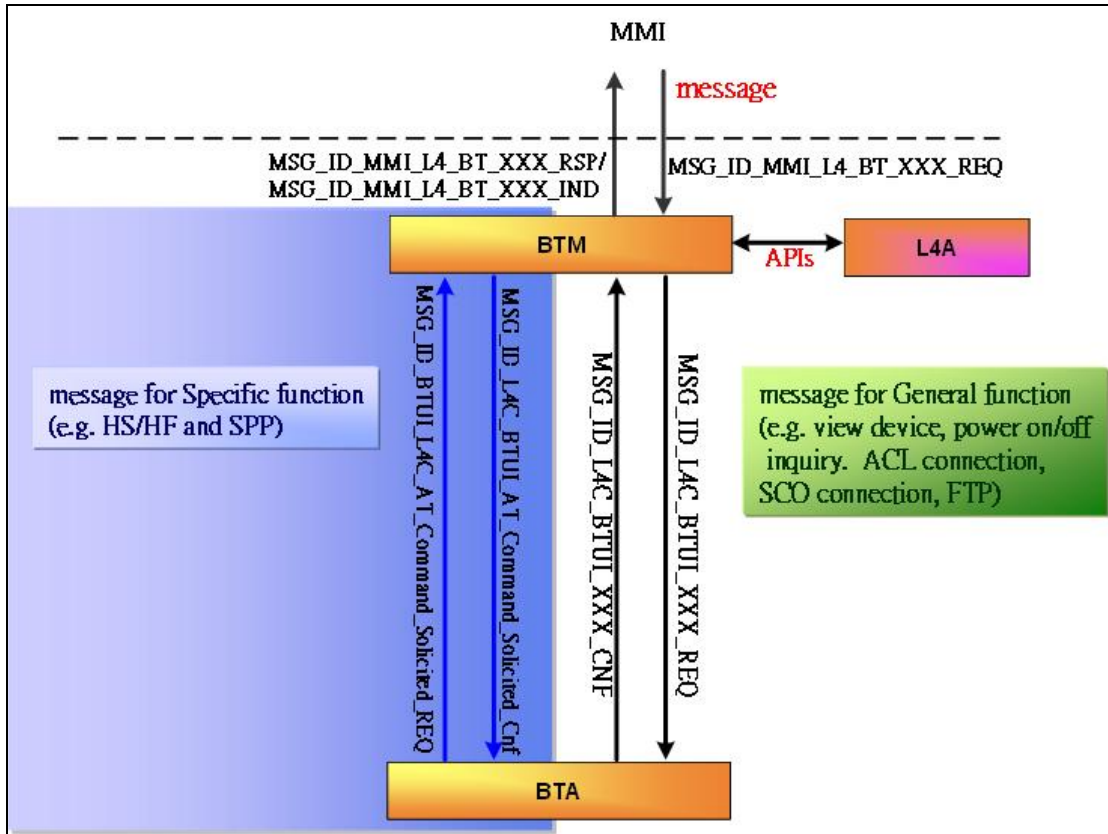 MMI
message
MSG_ID_MMI_L4_BT_XXX_RSP/
MSG_ID_MMI_L4_BT_XXX_IND
MSG_ID_MMI_L4_BT_XXX_REQ
BTM
APIs
L4A
message for Specific function
(e.g. HS/HF and SPP)
MSG_ID_BTUI_L4C_AT_Command_Solicited_REQ
MSG_ID_L4C_BTUI_AT_Command_Solicited_Cnf
MSG_ID_L4C_BTUI_XXX_CNF
MSG_ID_L4C_BTUI_XXX_REQ
message for General function
(e.g. view device, power on/off
inquiry. ACL connection,
SCO connection, FTP)
BTA